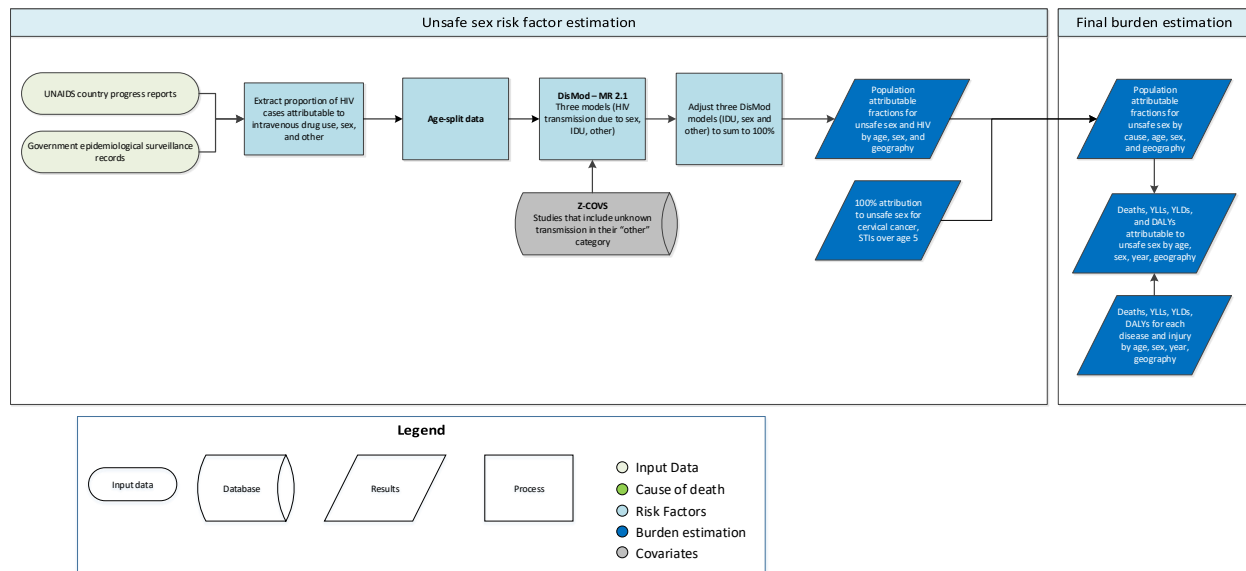 Unsafe sex risk factor estimation
Final burden estimation
UNAIDS country progress reports
Government epidemiological surveillance
records
Extract proportion of HIV
cases attributable to
intravenous drug use, sex,
and other
Age-split data
DisMod – MR 2.1
Three models (HIV
transmission due to sex,
IDU, other)
Adjust three DisMod
models (IDU, sex and
other) to sum to 100%
Population
attributable
fractions for
unsafe sex and HIV
by age, sex, and
geography
Z-COVS
Studies that include unknown
transmission in their “other”
category
100% attribution
to unsafe sex for
cervical cancer,
STIs over age 5
Population
attributable
fractions for
unsafe sex by
cause, age, sex,
and geography
Deaths, YLLs, YLDs,
and DALYs
attributable to
unsafe sex by age,
sex, year, geography
Deaths, YLLs, YLDs,
DALYs for each
disease and injury
by age, sex, year,
geography
Legend
Input data
Database
Results
Process
Input Data
Cause of death
Risk Factors
Burden estimation
Covariates